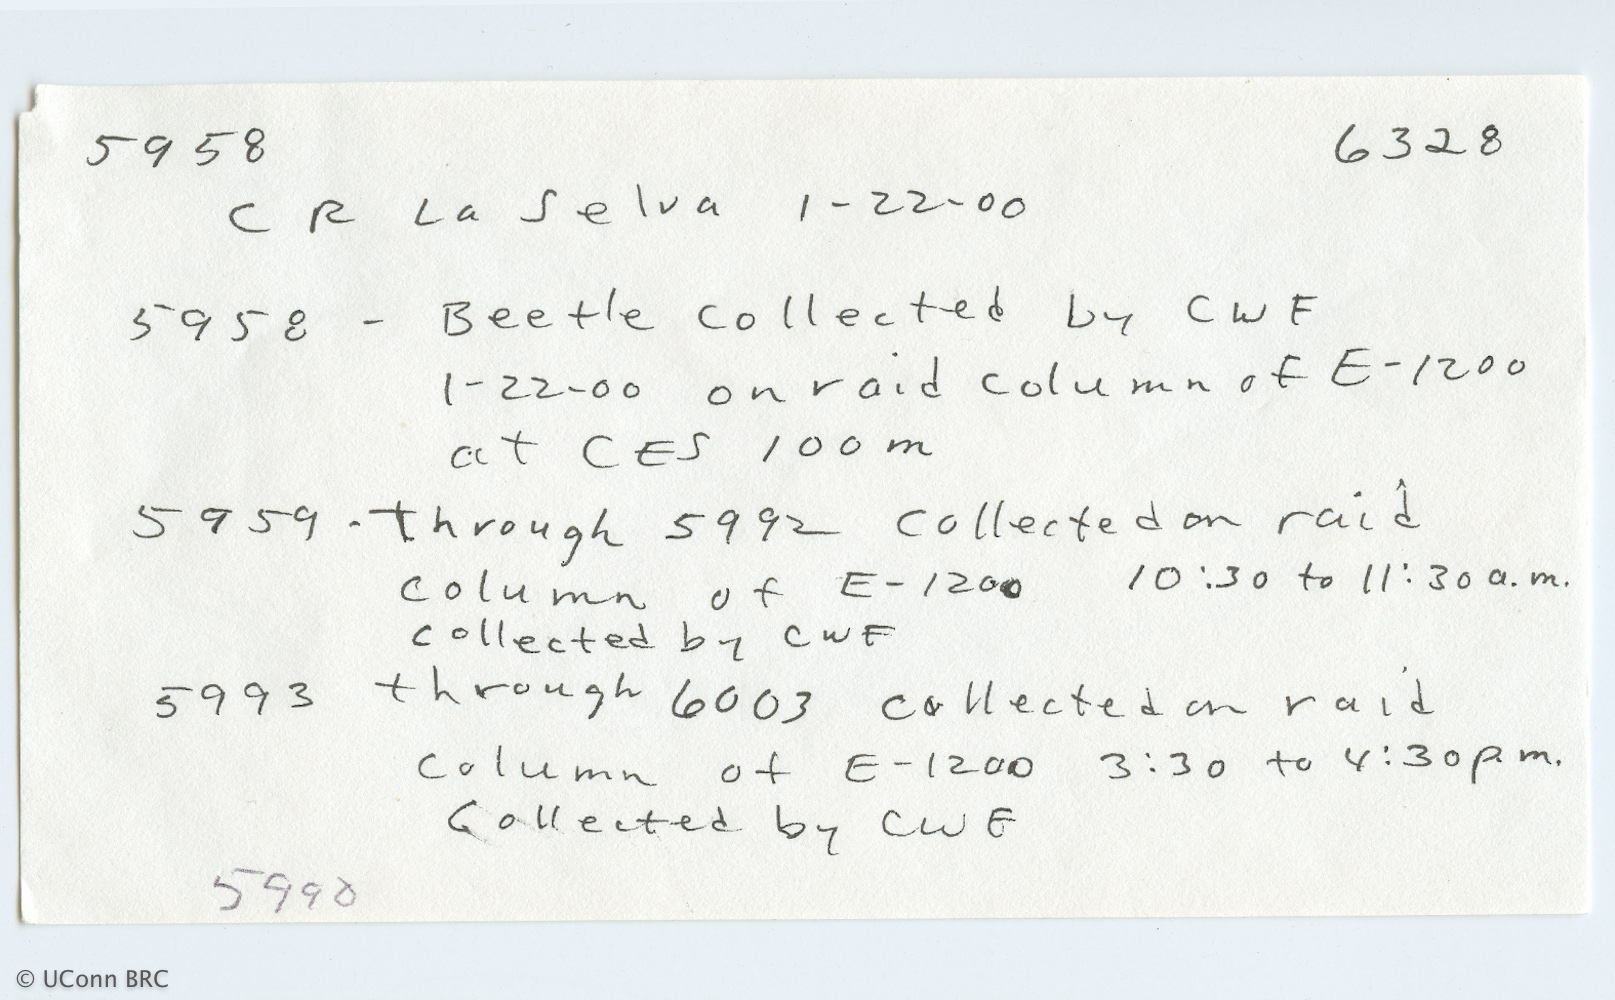 5958 6328
CR La Selva 1-22-00
5958 - Beetle collected by CWF
1-22-00 on raid column of E-1200
at CES 100m
5959 - through 5992 collected on raid
column of E-1200 10:30 to 11:30 a.m.
collected by CWF
5993 through 6003 collected on raid
column of E-1200 3:30 to 4:30 p.m.
Collected by CWF
5990
© UConn BRC